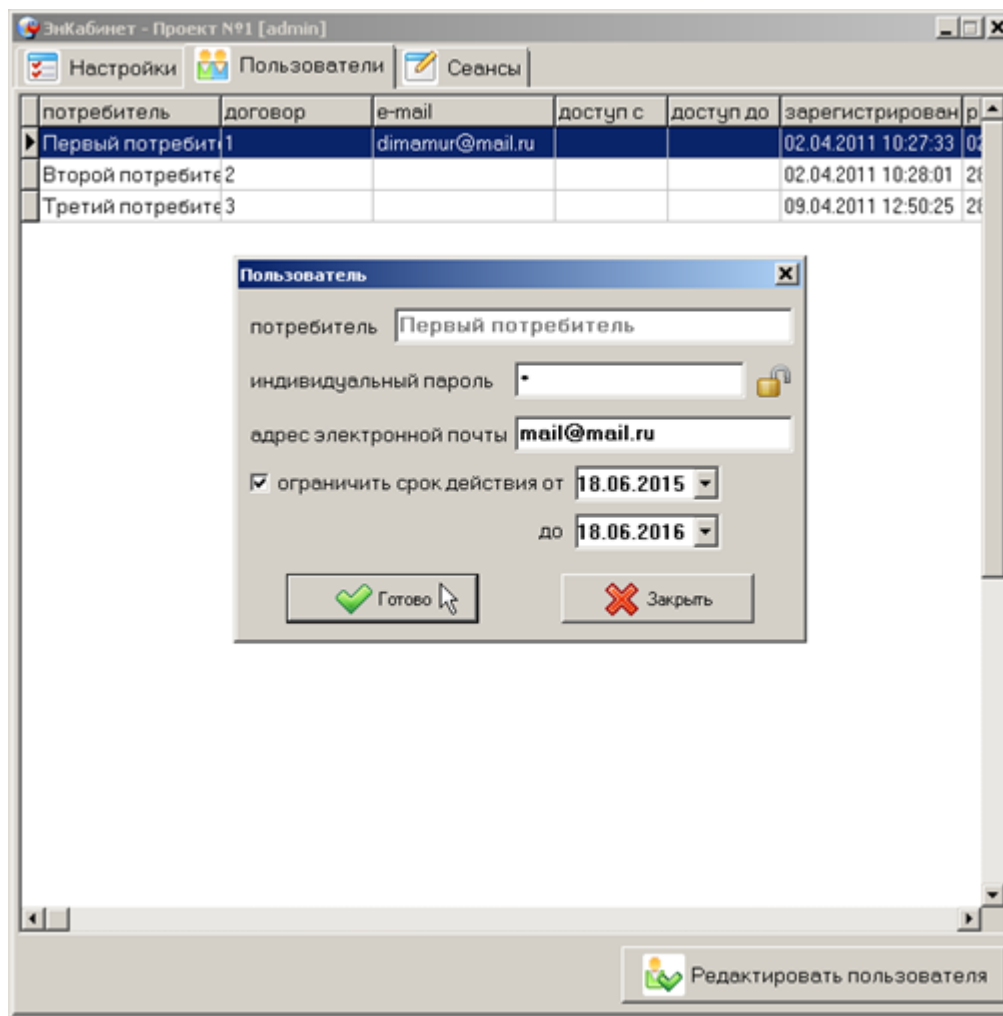 ЭнКабинет - Проект №1 [admin]
Настройки Пользователи Сеансы
потребитель договор e-mail доступ с доступ до зарегистрирован р
Первый потребит 1 dimamur@mail.ru 02.04.2011 10:27:33 02
Второй потребите 2 02.04.2011 10:28:01 28
Третий потребите 3 09.04.2011 12:50:25 28
Пользователь
потребитель Первый потребитель
индивидуальный пароль •
адрес электронной почты mail@mail.ru
ограничить срок действия от 18.06.2015
до 18.06.2016
Готово Закрыть
Редактировать пользователя